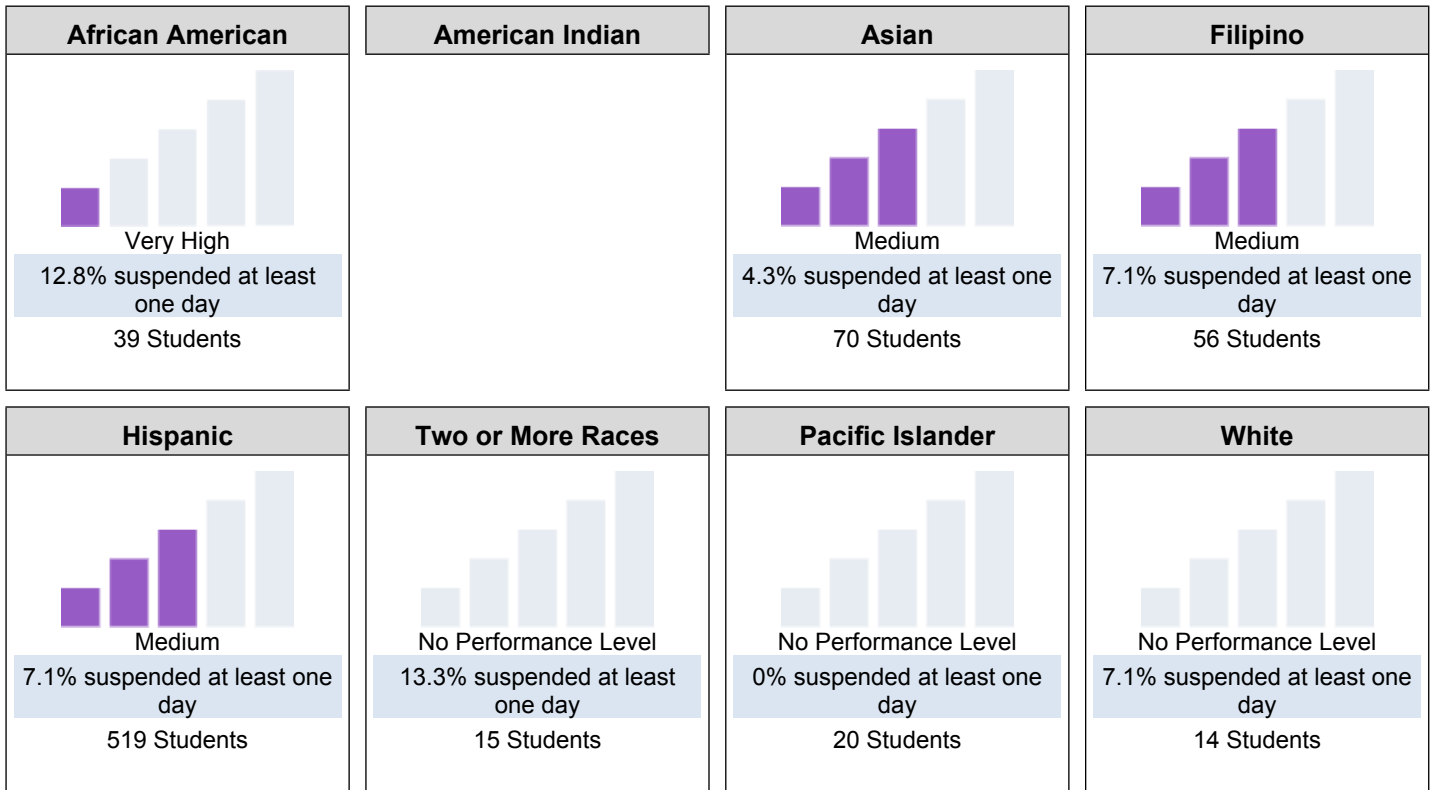 African American
American Indian
Asian
Filipino
Very High
12.8% suspended at least
one day
39 Students
Medium
4.3% suspended at least one
day
70 Students
Medium
7.1% suspended at least one
day
56 Students
Hispanic
Two or More Races
Pacific Islander
White
Medium
7.1% suspended at least one
day
519 Students
No Performance Level
13.3% suspended at least
one day
15 Students
No Performance Level
0% suspended at least one
day
20 Students
No Performance Level
7.1% suspended at least one
day
14 Students